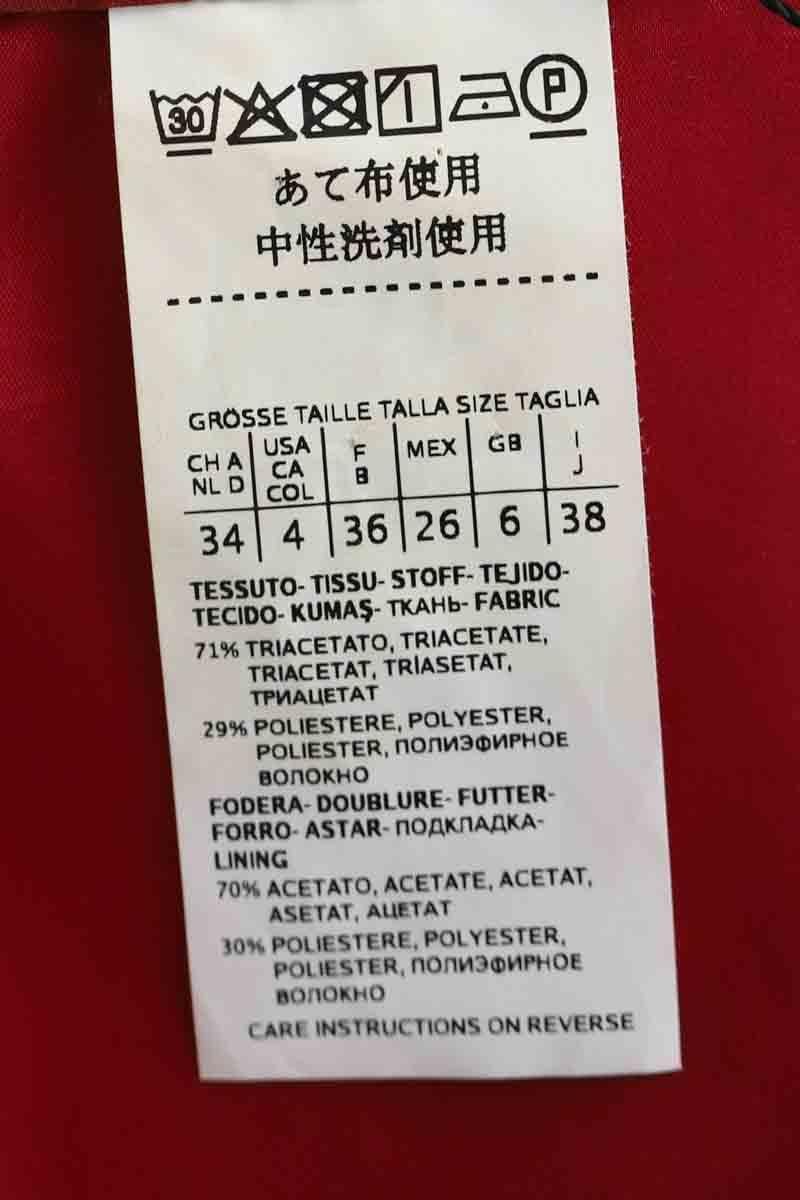 30 P
あて布使用
中性洗剤使用
GRÖSSE TAILLE TALLA SIZE TAGLIA
CH A NL D USA CA COL F B MEX GB I J
34 4 36 26 6 38
TESSUTO- TISSU- STOFF- TEJIDO-
TECIDO- KUMAŞ- ТКАНЬ- FABRIC
71% TRIACETATO, TRIACETATE,
TRIACETAT, TRİASETAT,
ТРИАЦЕТАТ
29% POLIESTERE, POLYESTER,
POLIESTER, ПОЛИЭФИРНОЕ
ВОЛОКНО
FODERA- DOUBLURE- FUTTER-
FORRO- ASTAR- ПОДКЛАДКА-
LINING
70% ACETATO, ACETATE, ACETAT,
ASETAT, АЦЕТАТ
30% POLIESTERE, POLYESTER,
POLIESTER, ПОЛИЭФИРНОЕ
ВОЛОКНО
CARE INSTRUCTIONS ON REVERSE